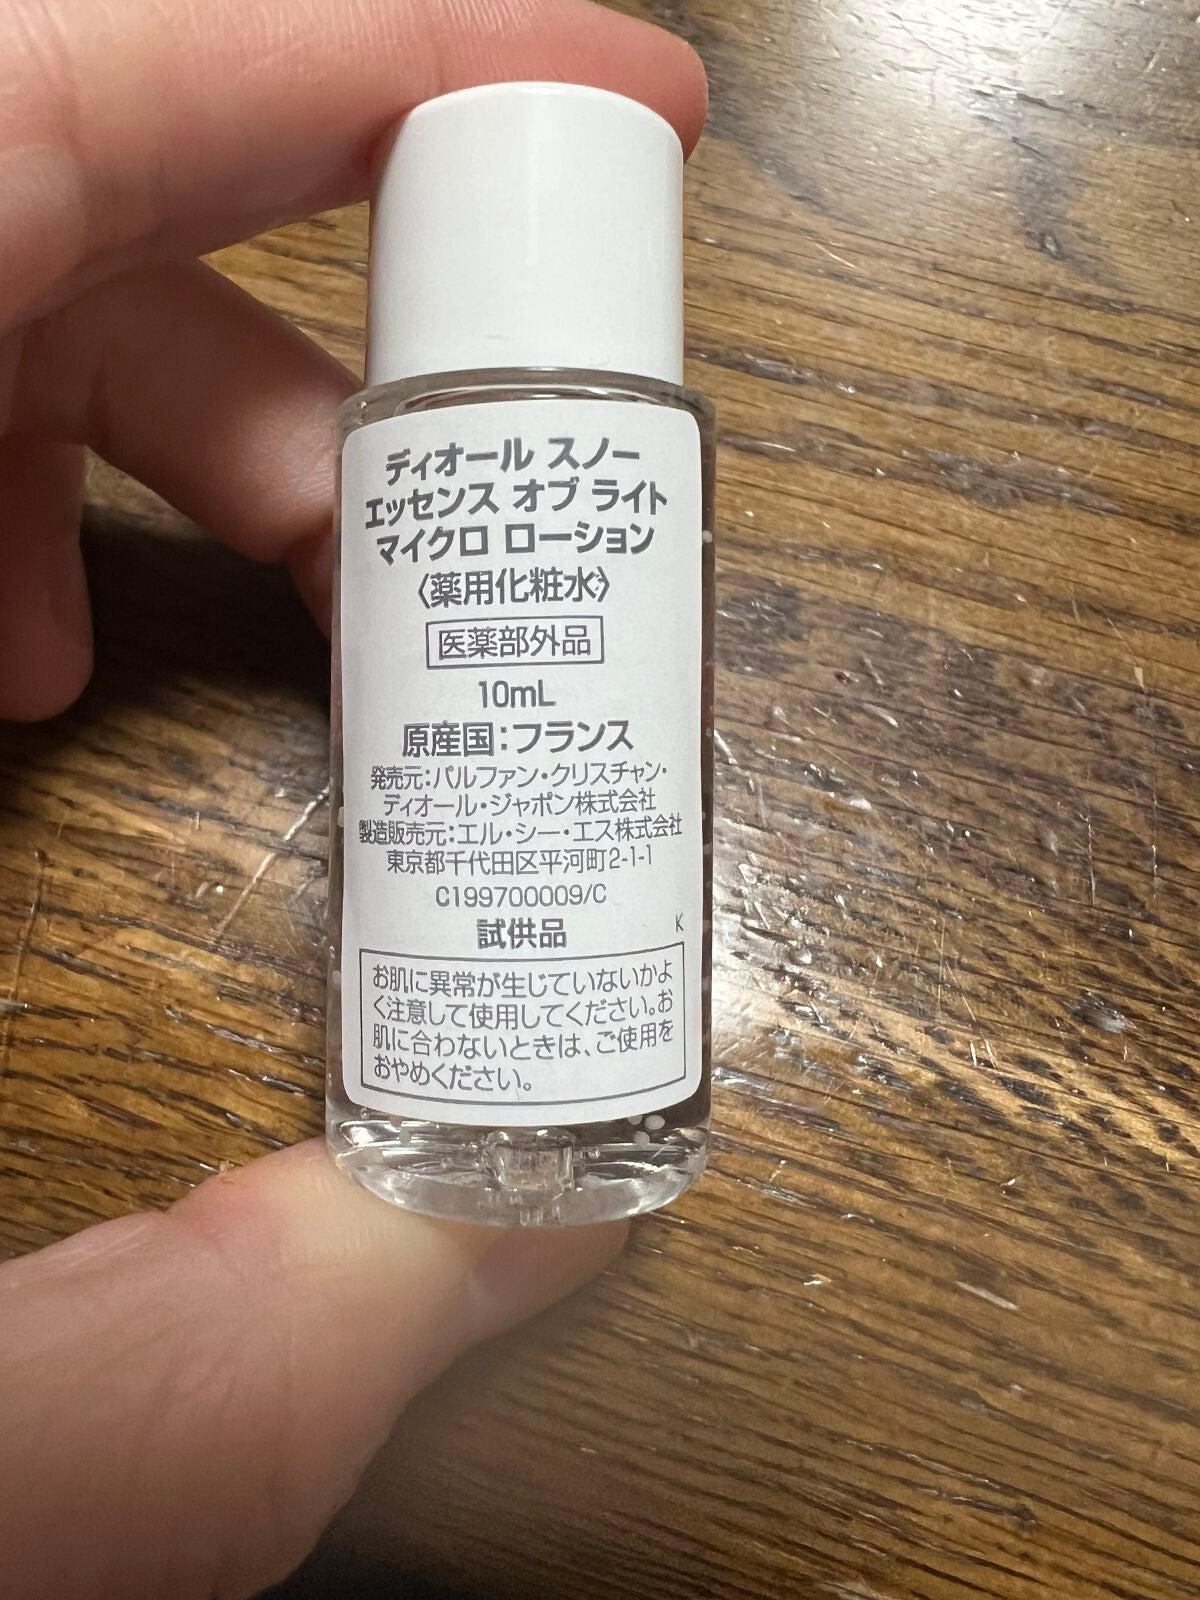 ディオール スノー
エッセンス オブ ライト
マイクロ ローション
〈薬用化粧水〉
医薬部外品
10mL
原産国：フランス
発売元：パルファン・クリスチャン・
ディオール・ジャポン株式会社
製造販売元：エル・シー・エス株式会社
東京都千代田区平河町2-1-1
C199700009/C
試供品
K
お肌に異常が生じていないかよ
く注意して使用してください。お
肌に合わないときは、ご使用を
おやめください。